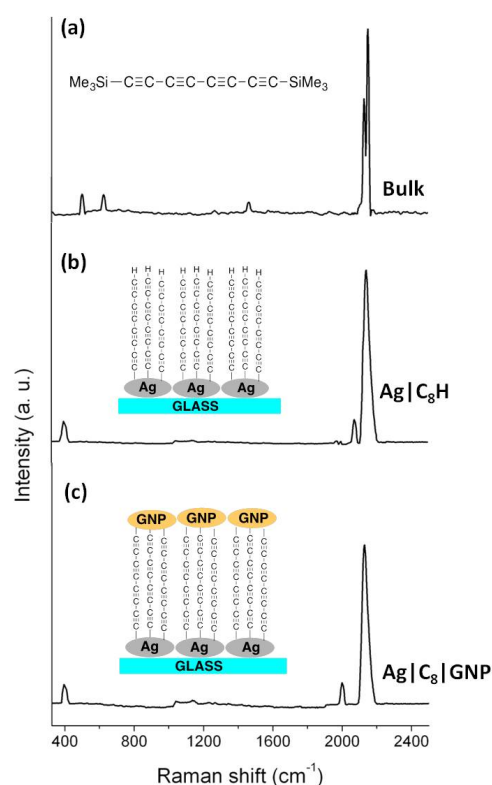 (a)
Me₃Si—C≡C—C≡C—C≡C—C≡C—SiMe₃
Bulk
(b)
H–C≡C–C≡C–C≡C–C≡C
H–C≡C–C≡C–C≡C–C≡C
H–C≡C–C≡C–C≡C–C≡C
H–C≡C–C≡C–C≡C–C≡C
H–C≡C–C≡C–C≡C–C≡C
H–C≡C–C≡C–C≡C–C≡C
H–C≡C–C≡C–C≡C–C≡C
H–C≡C–C≡C–C≡C–C≡C
H–C≡C–C≡C–C≡C–C≡C
Ag Ag Ag
GLASS
Ag|C₈H
(c)
GNP GNP GNP
C≡C–C≡C–C≡C–C≡C
C≡C–C≡C–C≡C–C≡C
C≡C–C≡C–C≡C–C≡C
C≡C–C≡C–C≡C–C≡C
C≡C–C≡C–C≡C–C≡C
C≡C–C≡C–C≡C–C≡C
C≡C–C≡C–C≡C–C≡C
C≡C–C≡C–C≡C–C≡C
C≡C–C≡C–C≡C–C≡C
Ag Ag Ag
GLASS
Ag|C₈|GNP
Intensity (a. u.)
400 800 1200 1600 2000 2400
Raman shift (cm⁻¹)